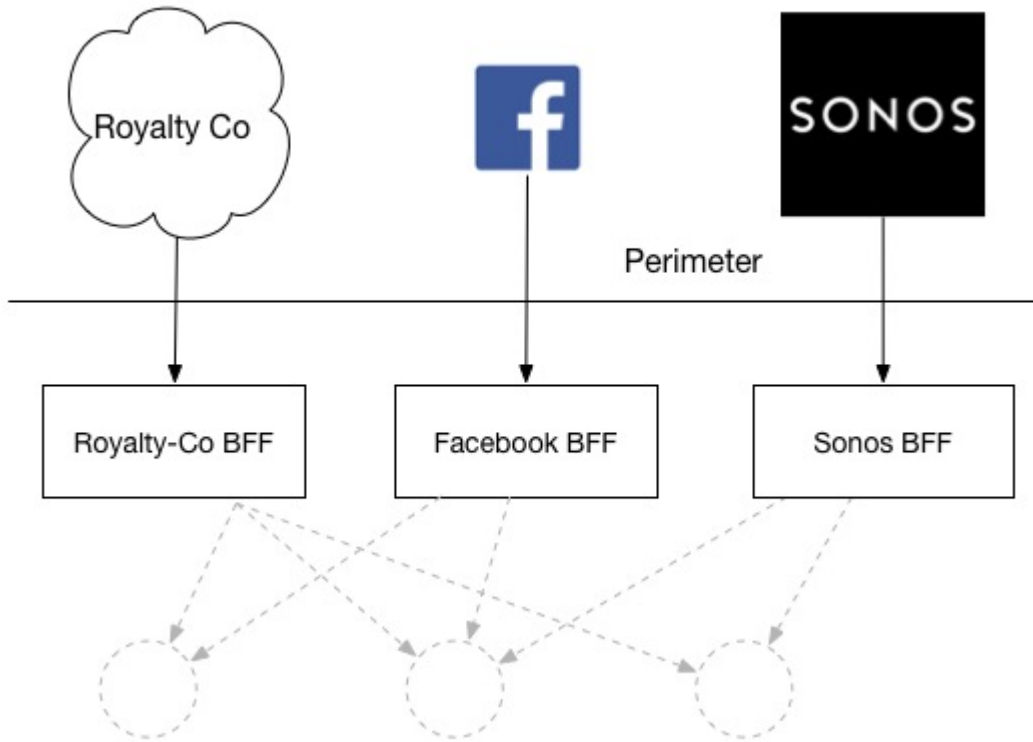 Royalty Co
f
SONOS
Perimeter
Royalty-Co BFF
Facebook BFF
Sonos BFF